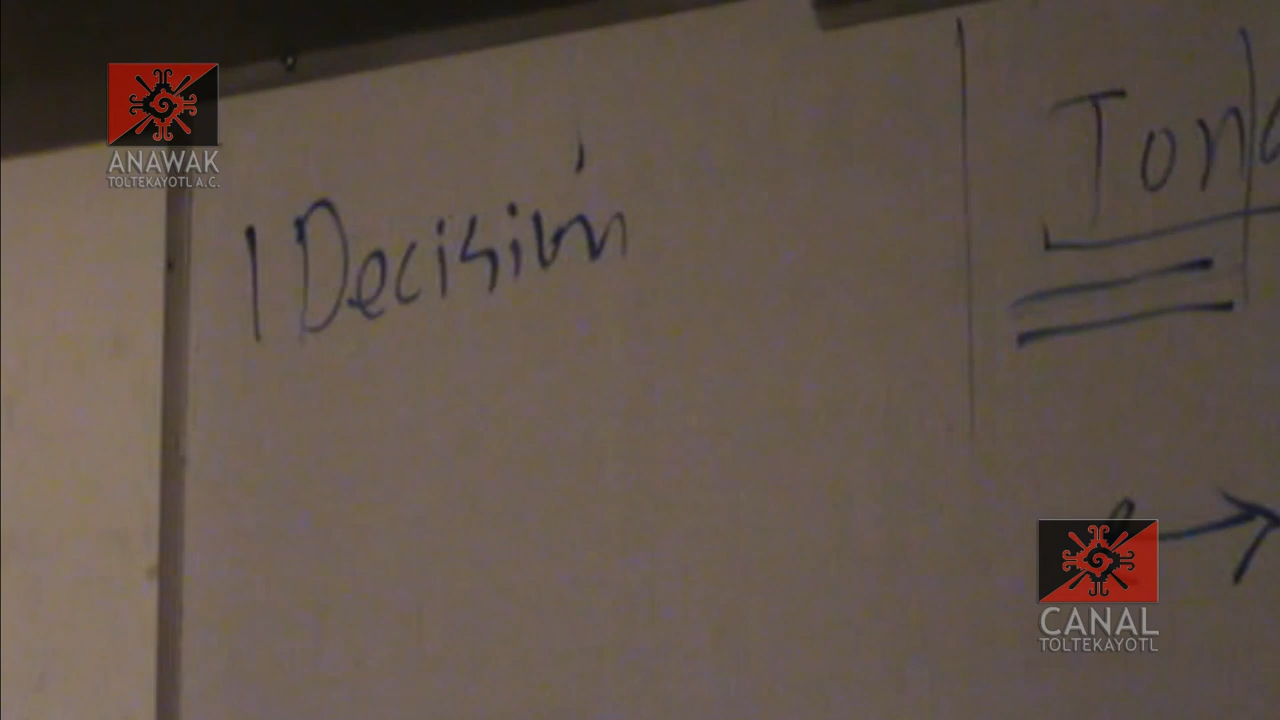 ANAWAK
TOLTEKAYOTL A.C.
1 Decisión
CANAL
TOLTEKAYOTL